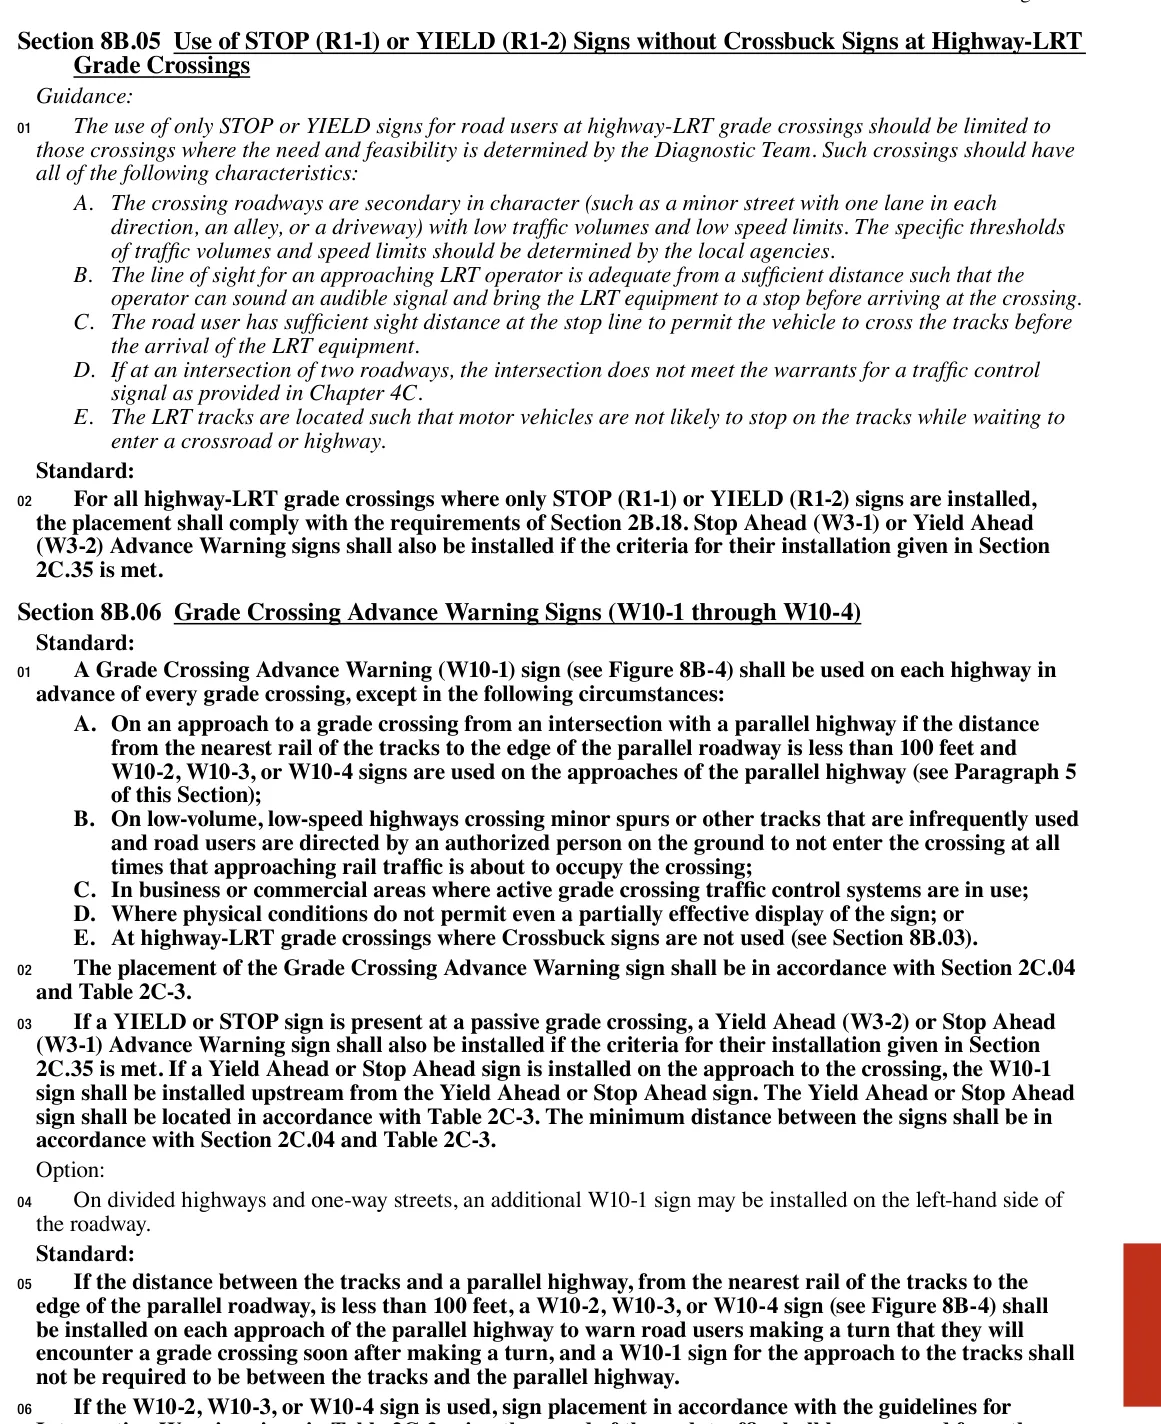 Section 8B.05 Use of STOP (R1-1) or YIELD (R1-2) Signs without Crossbuck Signs at Highway-LRT
Grade Crossings
Guidance:
01 The use of only STOP or YIELD signs for road users at highway-LRT grade crossings should be limited to
those crossings where the need and feasibility is determined by the Diagnostic Team. Such crossings should have
all of the following characteristics:
A. The crossing roadways are secondary in character (such as a minor street with one lane in each
direction, an alley, or a driveway) with low traffic volumes and low speed limits. The specific thresholds
of traffic volumes and speed limits should be determined by the local agencies.
B. The line of sight for an approaching LRT operator is adequate from a sufficient distance such that the
operator can sound an audible signal and bring the LRT equipment to a stop before arriving at the crossing.
C. The road user has sufficient sight distance at the stop line to permit the vehicle to cross the tracks before
the arrival of the LRT equipment.
D. If at an intersection of two roadways, the intersection does not meet the warrants for a traffic control
signal as provided in Chapter 4C.
E. The LRT tracks are located such that motor vehicles are not likely to stop on the tracks while waiting to
enter a crossroad or highway.
Standard:
02 For all highway-LRT grade crossings where only STOP (R1-1) or YIELD (R1-2) signs are installed,
the placement shall comply with the requirements of Section 2B.18. Stop Ahead (W3-1) or Yield Ahead
(W3-2) Advance Warning signs shall also be installed if the criteria for their installation given in Section
2C.35 is met.
Section 8B.06 Grade Crossing Advance Warning Signs (W10-1 through W10-4)
Standard:
01 A Grade Crossing Advance Warning (W10-1) sign (see Figure 8B-4) shall be used on each highway in
advance of every grade crossing, except in the following circumstances:
A. On an approach to a grade crossing from an intersection with a parallel highway if the distance
from the nearest rail of the tracks to the edge of the parallel roadway is less than 100 feet and
W10-2, W10-3, or W10-4 signs are used on the approaches of the parallel highway (see Paragraph 5
of this Section);
B. On low-volume, low-speed highways crossing minor spurs or other tracks that are infrequently used
and road users are directed by an authorized person on the ground to not enter the crossing at all
times that approaching rail traffic is about to occupy the crossing;
C. In business or commercial areas where active grade crossing traffic control systems are in use;
D. Where physical conditions do not permit even a partially effective display of the sign; or
E. At highway-LRT grade crossings where Crossbuck signs are not used (see Section 8B.03).
02 The placement of the Grade Crossing Advance Warning sign shall be in accordance with Section 2C.04
and Table 2C-3.
03 If a YIELD or STOP sign is present at a passive grade crossing, a Yield Ahead (W3-2) or Stop Ahead
(W3-1) Advance Warning sign shall also be installed if the criteria for their installation given in Section
2C.35 is met. If a Yield Ahead or Stop Ahead sign is installed on the approach to the crossing, the W10-1
sign shall be installed upstream from the Yield Ahead or Stop Ahead sign. The Yield Ahead or Stop Ahead
sign shall be located in accordance with Table 2C-3. The minimum distance between the signs shall be in
accordance with Section 2C.04 and Table 2C-3.
Option:
04 On divided highways and one-way streets, an additional W10-1 sign may be installed on the left-hand side of
the roadway.
Standard:
05 If the distance between the tracks and a parallel highway, from the nearest rail of the tracks to the
edge of the parallel roadway, is less than 100 feet, a W10-2, W10-3, or W10-4 sign (see Figure 8B-4) shall
be installed on each approach of the parallel highway to warn road users making a turn that they will
encounter a grade crossing soon after making a turn, and a W10-1 sign for the approach to the tracks shall
not be required to be between the tracks and the parallel highway.
06 If the W10-2, W10-3, or W10-4 sign is used, sign placement in accordance with the guidelines for